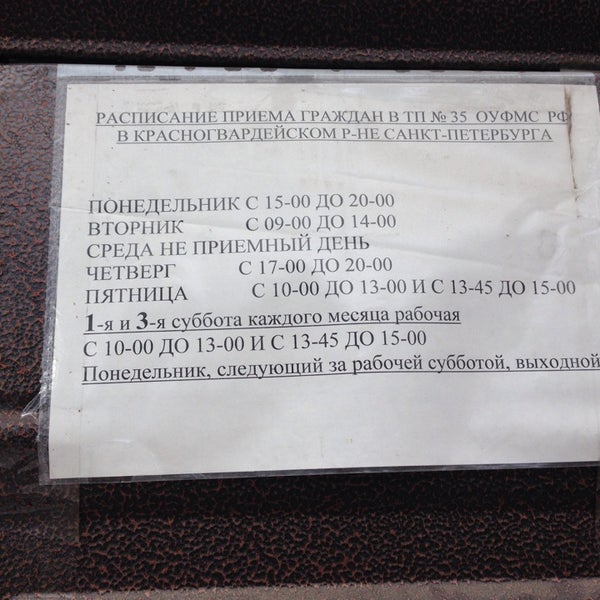 РАСПИСАНИЕ ПРИЕМА ГРАЖДАН В ТП № 35 ОУФМС РФ
В КРАСНОГВАРДЕЙСКОМ Р-НЕ САНКТ-ПЕТЕРБУРГА
ПОНЕДЕЛЬНИК С 15-00 ДО 20-00
ВТОРНИК С 09-00 ДО 14-00
СРЕДА НЕ ПРИЕМНЫЙ ДЕНЬ
ЧЕТВЕРГ С 17-00 ДО 20-00
ПЯТНИЦА С 10-00 ДО 13-00 И С 13-45 ДО 15-00
1-я и 3-я суббота каждого месяца рабочая
С 10-00 ДО 13-00 И С 13-45 ДО 15-00
Понедельник, следующий за рабочей субботой, выходной